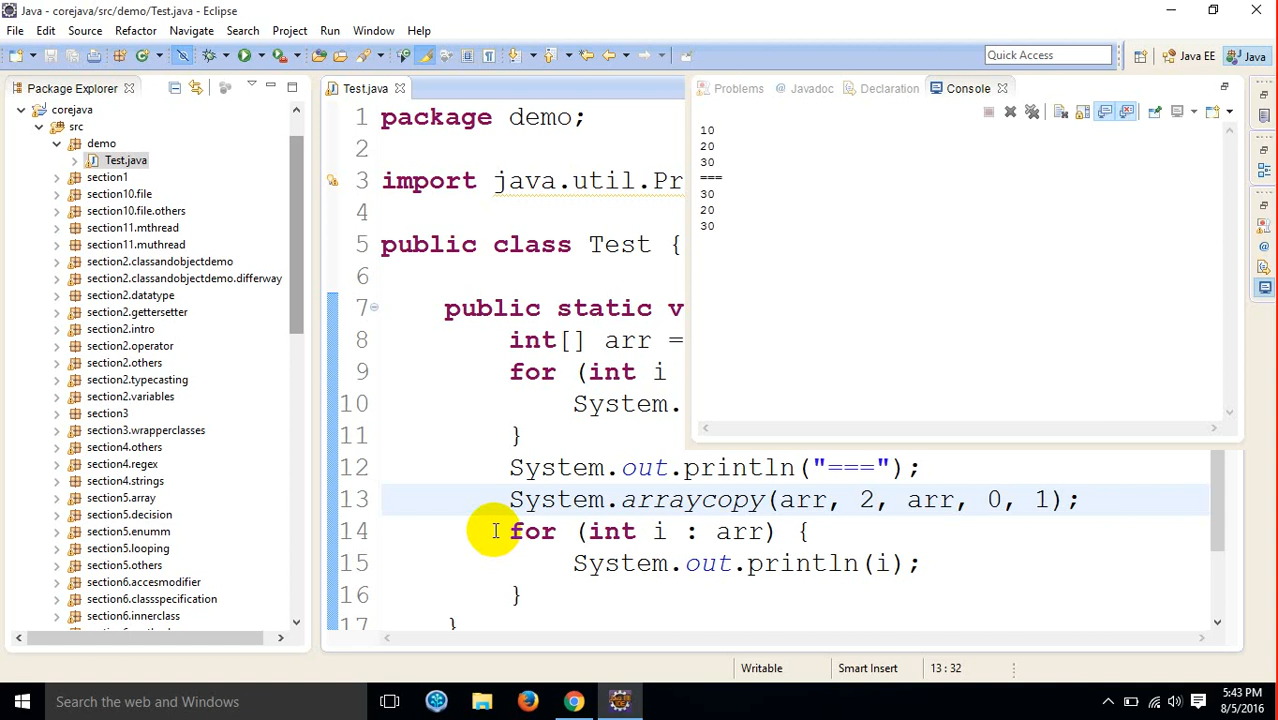 Java - corejava/src/demo/Test.java - Eclipse
File Edit Source Refactor Navigate Search Project Run Window Help
Quick Access Java EE Java
Package Explorer
corejava
src
demo
Test.java
section1
section10.file
section10.file.others
section11.mthread
section11.muthread
section2.classandobjectdemo
section2.classandobjectdemo.differway
section2.datatype
section2.gettersetter
section2.intro
section2.operator
section2.others
section2.typecasting
section2.variables
section3
section3.wrapperclasses
section4.others
section4.regex
section4.strings
section5.array
section5.decision
section5.enumm
section5.looping
section5.others
section6.accesmodifier
section6.classspecification
section6.innerclass
Test.java
1 package demo;
2
3 import java.util.Pr
4
5 public class Test {
6
7 public static v
8 int[] arr =
9 for (int i
10 System.
11 }
12 System.out.println("===");
13 System.arraycopy(arr, 2, arr, 0, 1);
14 for (int i : arr) {
15 System.out.println(i);
16 }
17 }
Problems @ Javadoc Declaration Console
10
20
30
===
30
20
30
Writable Smart Insert 13 : 32
Search the web and Windows
5:43 PM
8/5/2016